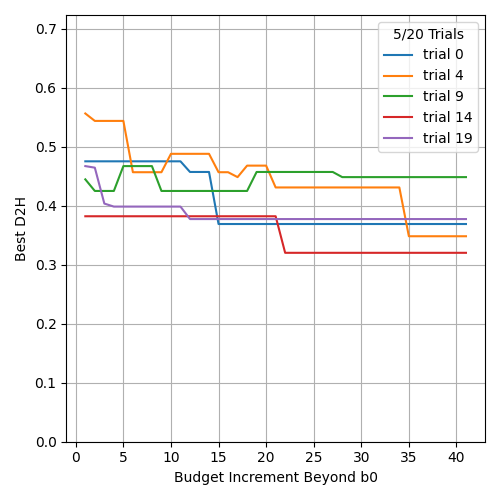 5/20 Trials
trial 0
trial 4
trial 9
trial 14
trial 19
Best D2H
0.7
0.6
0.5
0.4
0.3
0.2
0.1
0.0
0 5 10 15 20 25 30 35 40
Budget Increment Beyond b0